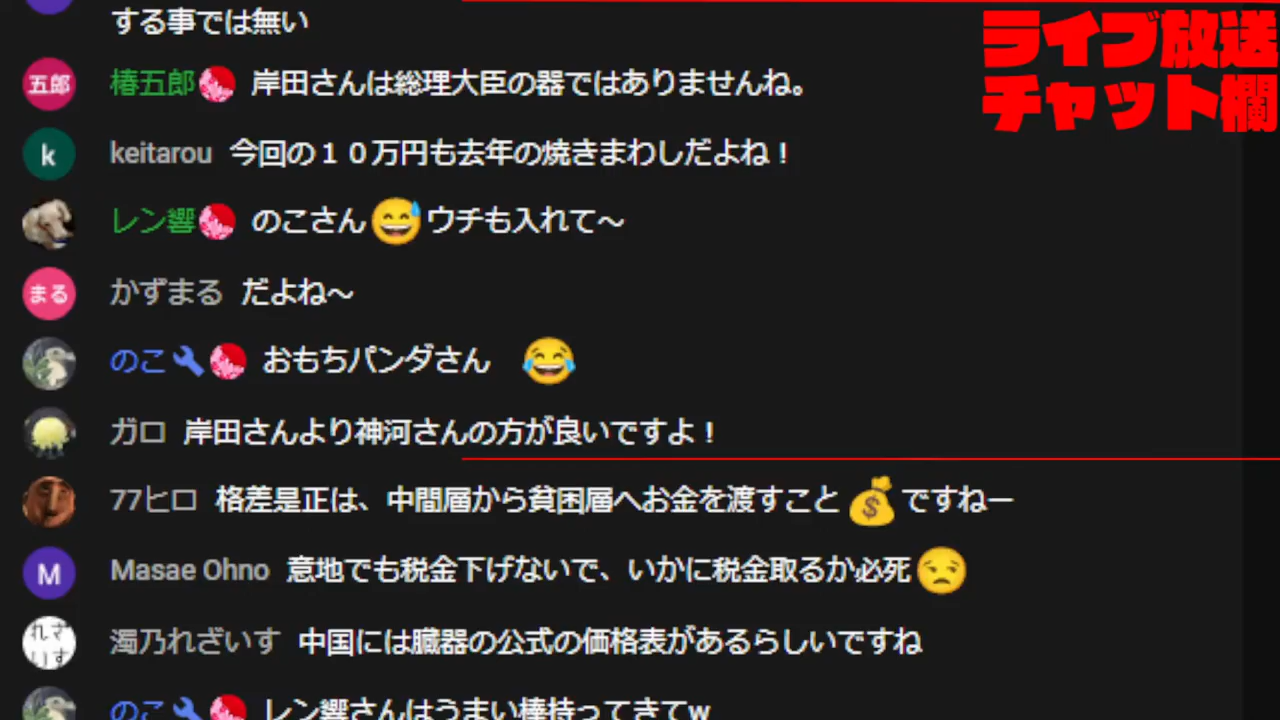 する事では無い
ライブ放送
チャット欄
五郎 椿五郎 岸田さんは総理大臣の器ではありませんね。
k keitarou 今回の１０万円も去年の焼きまわしだよね！
レン響 のこさん😅ウチも入れて〜
まる かずまる だよね〜
のこ おもちパンダさん 😂
ガロ 岸田さんより神河さんの方が良いですよ！
77ヒロ 格差是正は、中間層から貧困層へお金を渡すこと💰ですねー
M Masae Ohno 意地でも税金下げないで、いかに税金取るか必死😒
れざいす 濁乃れざいす 中国には臓器の公式の価格表があるらしいですね
のこ レン響さんはうまい棒持ってきてw